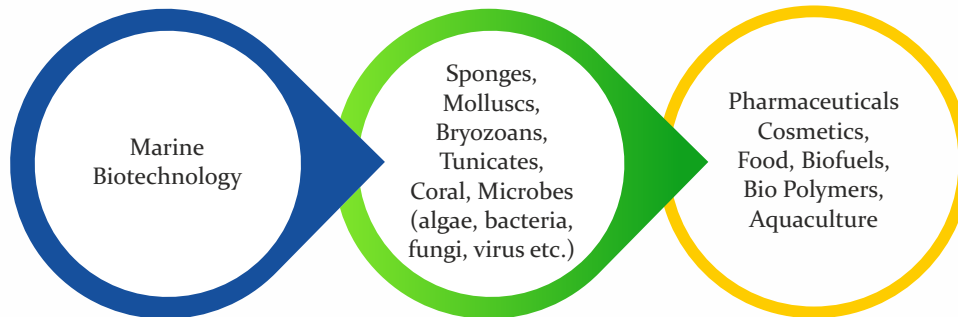 Marine
Biotechnology
Sponges,
Molluscs,
Bryozoans,
Tunicates,
Coral, Microbes
(algae, bacteria,
fungi, virus etc.)
Pharmaceuticals
Cosmetics,
Food, Biofuels,
Bio Polymers,
Aquaculture